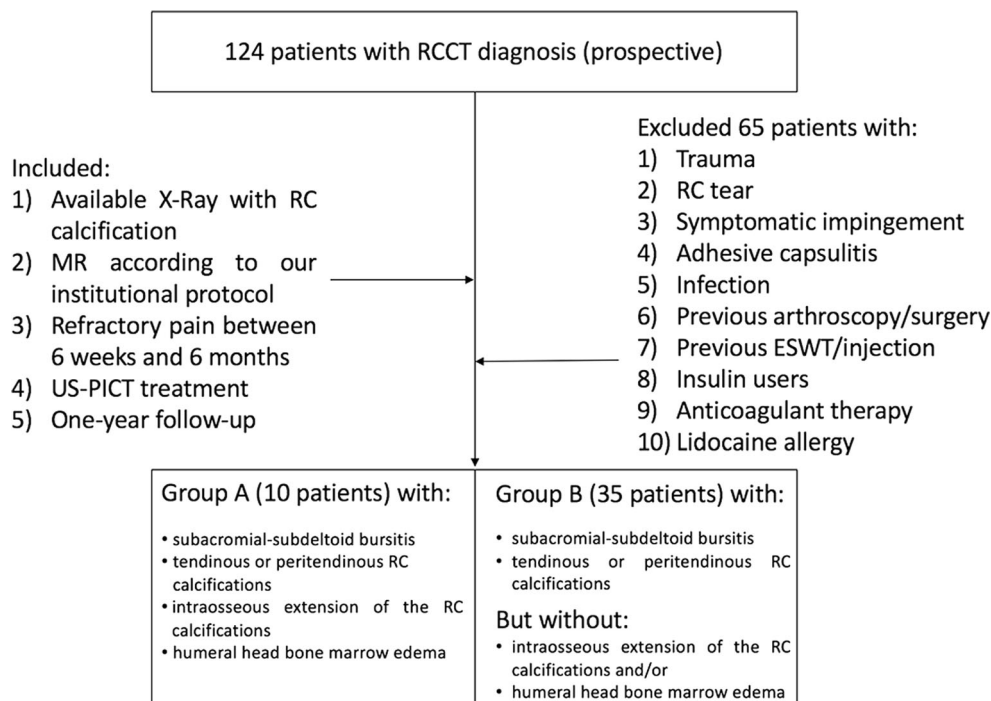 124 patients with RCCT diagnosis (prospective)
Included:
1) Available X-Ray with RC
calcification
2) MR according to our
institutional protocol
3) Refractory pain between
6 weeks and 6 months
4) US-PICT treatment
5) One-year follow-up
Excluded 65 patients with:
1) Trauma
2) RC tear
3) Symptomatic impingement
4) Adhesive capsulitis
5) Infection
6) Previous arthroscopy/surgery
7) Previous ESWT/injection
8) Insulin users
9) Anticoagulant therapy
10) Lidocaine allergy
Group A (10 patients) with:
• subacromial-subdeltoid bursitis
• tendinous or peritendinous RC
calcifications
• intraosseous extension of the RC
calcifications
• humeral head bone marrow edema
Group B (35 patients) with:
• subacromial-subdeltoid bursitis
• tendinous or peritendinous RC
calcifications
But without:
• intraosseous extension of the RC
calcifications and/or
• humeral head bone marrow edema